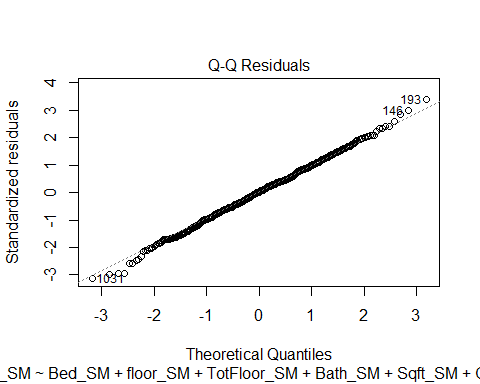 Q-Q Residuals
Standardized residuals
4
3
2
1
0
-1
-2
-3
193
146
1031
-3 -2 -1 0 1 2 3
Theoretical Quantiles
_SM ~ Bed_SM + floor_SM + TotFloor_SM + Bath_SM + Sqft_SM +